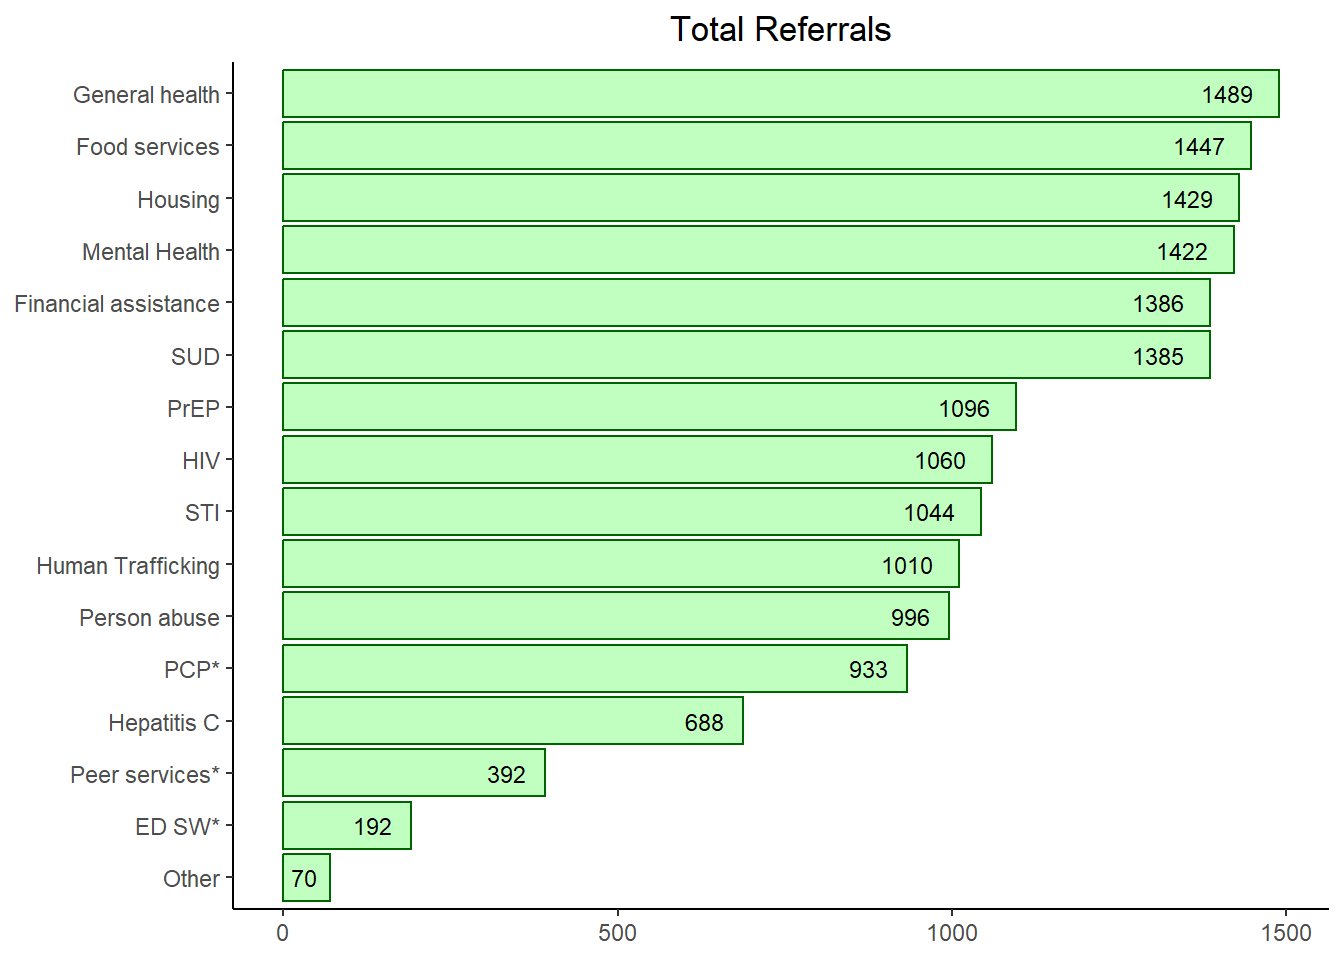 Total Referrals
General health 1489
Food services 1447
Housing 1429
Mental Health 1422
Financial assistance 1386
SUD 1385
PrEP 1096
HIV 1060
STI 1044
Human Trafficking 1010
Person abuse 996
PCP* 933
Hepatitis C 688
Peer services* 392
ED SW* 192
Other 70
0 500 1000 1500